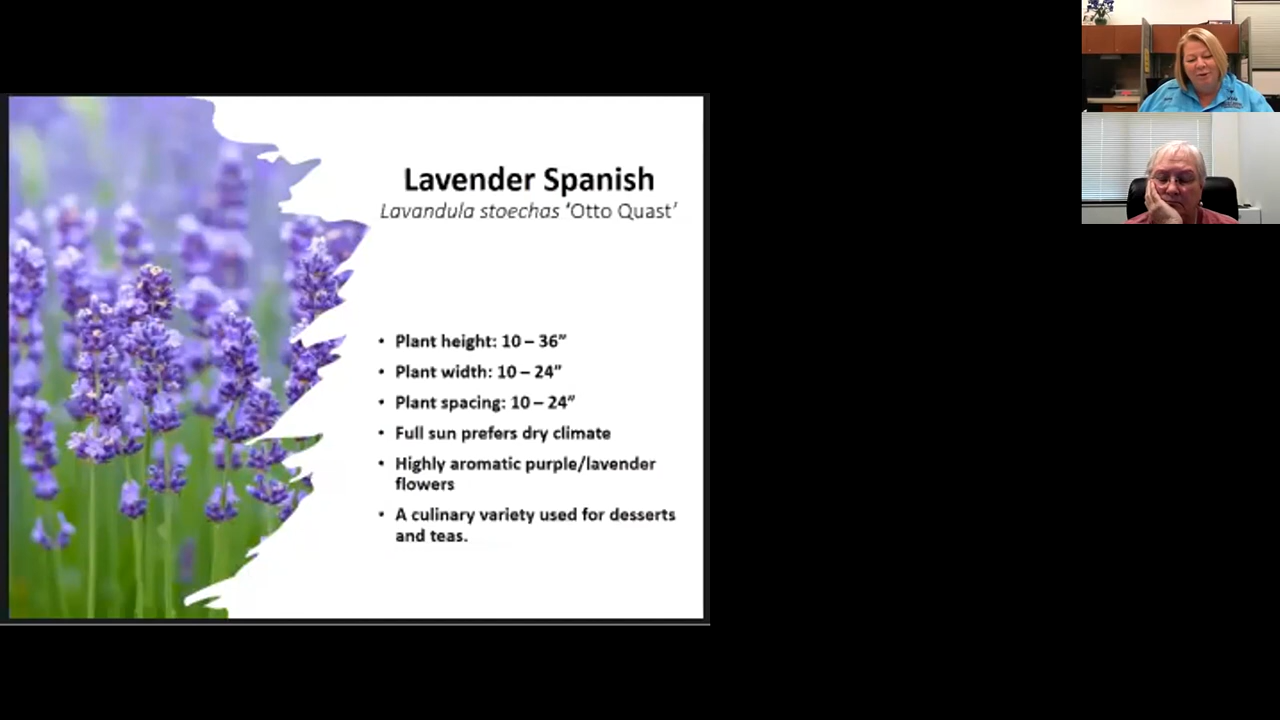 Lavender Spanish
Lavandula stoechas ‘Otto Quast’
• Plant height: 10 – 36”
• Plant width: 10 – 24”
• Plant spacing: 10 – 24”
• Full sun prefers dry climate
• Highly aromatic purple/lavender
flowers
• A culinary variety used for desserts
and teas.